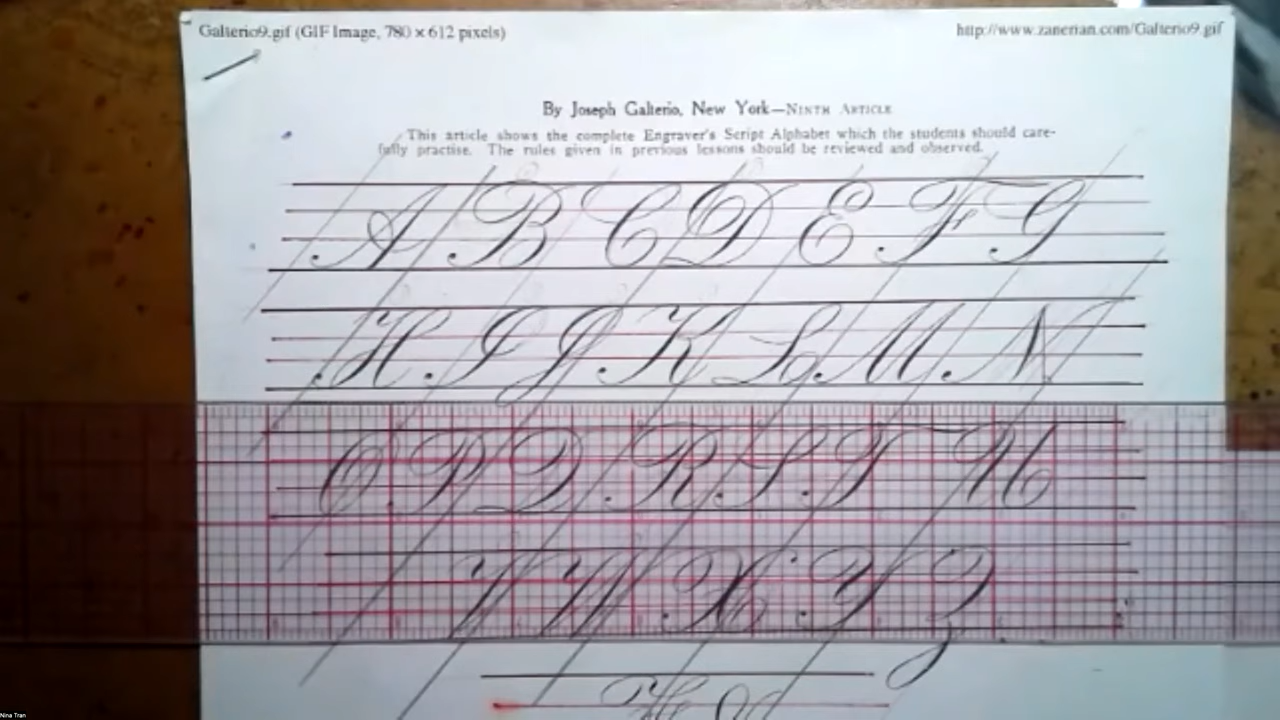 Galterio9.gif (GIF Image, 780 × 612 pixels) http://www.zanerian.com/Galterio9.gif
By Joseph Galterio, New York—NINTH ARTICLE
This article shows the complete Engraver's Script Alphabet which the students should care-
fully practise. The rules given in previous lessons should be reviewed and observed.
A B C D E F G
H I J K L M N
O P Q R S T U
V W X Y Z
Nina Tran